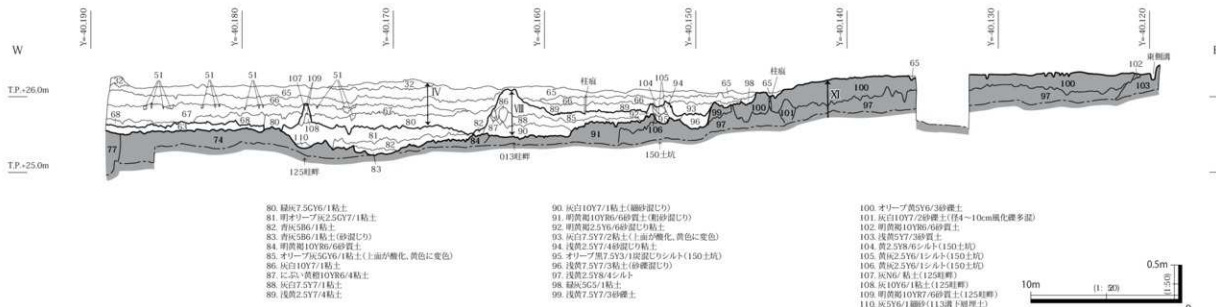 Y=-40.190
Y=-40.180
Y=-40.170
Y=-40.160
Y=-40.150
Y=-40.140
Y=-40.130
Y=-40.120
W
T.P.+26.0m
T.P.+25.0m
東側溝
柱痕
柱痕
Ⅳ
Ⅷ
Ⅺ
125畦畔
013畦畔
150土坑
80. 緑灰7.5GY6/1粘土
81. 明オリーブ灰2.5GY7/1粘土
82. 青灰5B6/1粘土
83. 青灰5B6/1粘土(砂混じり)
84. 明黄褐10YR6/6砂質土
85. オリーブ灰5GY6/1粘土(上面が酸化、黄色に変色)
86. 灰白10Y7/1粘土
87. にぶい黄橙10YR6/4粘土
88. 灰白7.5Y7/1粘土
89. 浅黄2.5Y7/4粘土
90. 灰白10Y7/1粘土(細砂混じり)
91. 明黄褐10YR6/6砂質土(粗砂混じり)
92. 明黄褐2.5Y6/6砂混じり粘土
93. 灰白7.5Y7/2粘土(上面が酸化、黄色に変色)
94. 浅黄2.5Y7/4砂混じり粘土
95. オリーブ黒7.5Y3/1炭混じりシルト(150土坑)
96. 浅黄7.5Y7/3粘土(砂礫混じり)
97. 浅黄2.5Y8/4シルト
98. 緑灰5G5/1粘土
99. 浅黄7.5Y7/3砂礫土
100. オリーブ黄5Y6/3砂礫土
101. 灰白10Y7/2砂礫土(径4～10cm風化礫多混)
102. 明黄褐10YR6/6砂質土
103. 浅黄5Y7/3砂質土
104. 黄2.5Y8/6シルト(150土坑)
105. 黄灰2.5Y6/1シルト(150土坑)
106. 黄灰2.5Y6/1シルト(150土坑)
107. 灰N6/ 粘土(125畦畔)
108. 灰白10Y6/1粘土(125畦畔)
109. 明黄褐10YR7/6砂質土(125畦畔)
110. 灰5Y6/1細砂(113溝下層埋土)
0.5m
10m
(1:50)